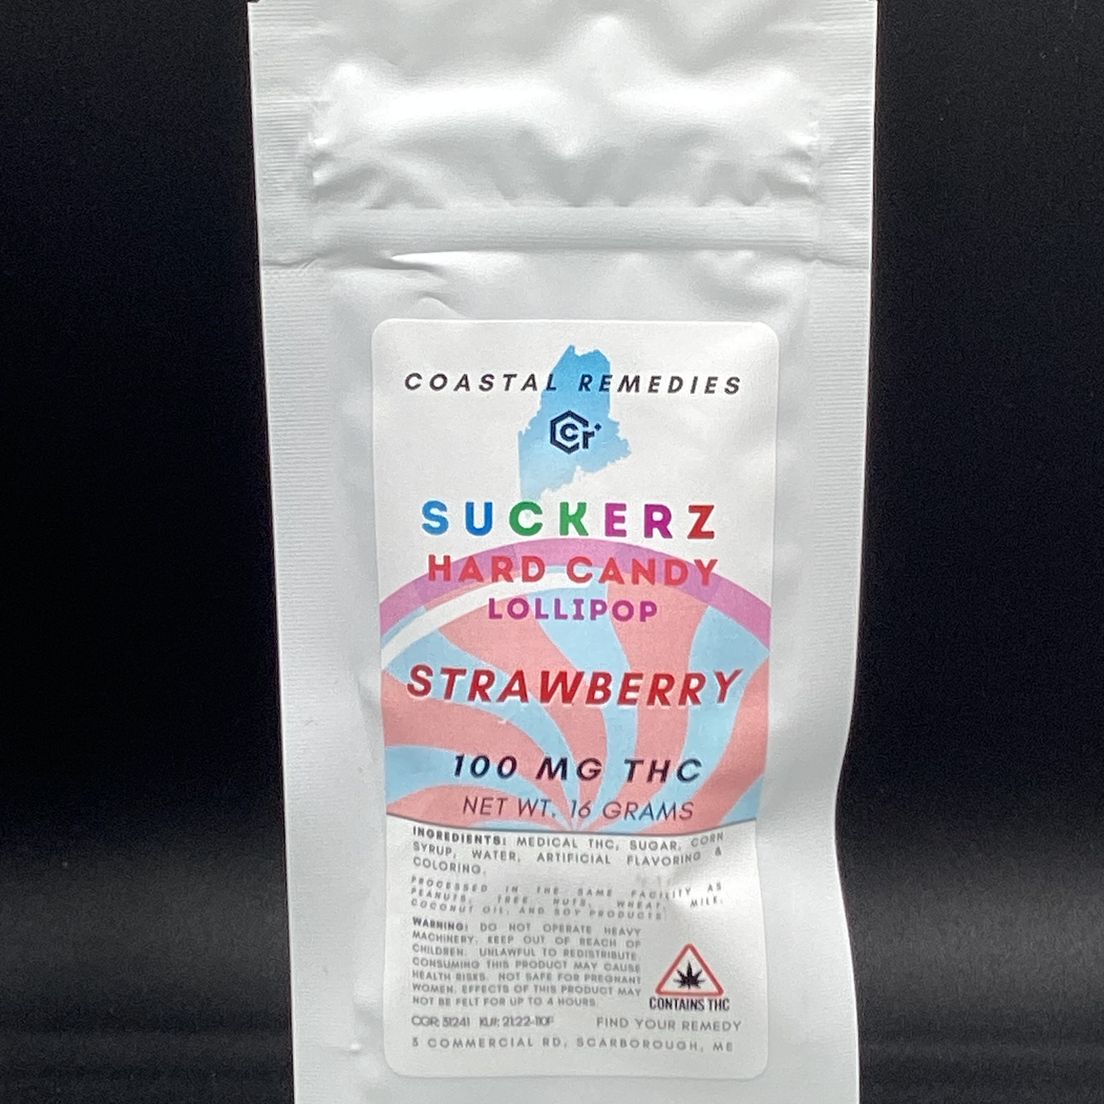 COASTAL REMEDIES
Cr+
SUCKERZ
HARD CANDY
LOLLIPOP
STRAWBERRY
100 MG THC
NET WT. 16 GRAMS
INGREDIENTS: MEDICAL THC, SUGAR, CORN
SYRUP, WATER, ARTIFICIAL FLAVORING &
COLORING.
PROCESSED IN THE SAME FACILITY AS
PEANUTS, TREE NUTS, WHEAT, MILK,
COCONUT OIL, AND SOY PRODUCTS
WARNING: DO NOT OPERATE HEAVY
MACHINERY. KEEP OUT OF REACH OF
CHILDREN. UNLAWFUL TO REDISTRIBUTE.
CONSUMING THIS PRODUCT MAY CAUSE
HEALTH RISKS. NOT SAFE FOR PREGNANT
WOMEN. EFFECTS OF THIS PRODUCT MAY
NOT BE FELT FOR UP TO 4 HOURS.
CONTAINS THC
CGR: 31241
FIND YOUR REMEDY
COMMERCIAL RD, SCARBOROUGH, ME